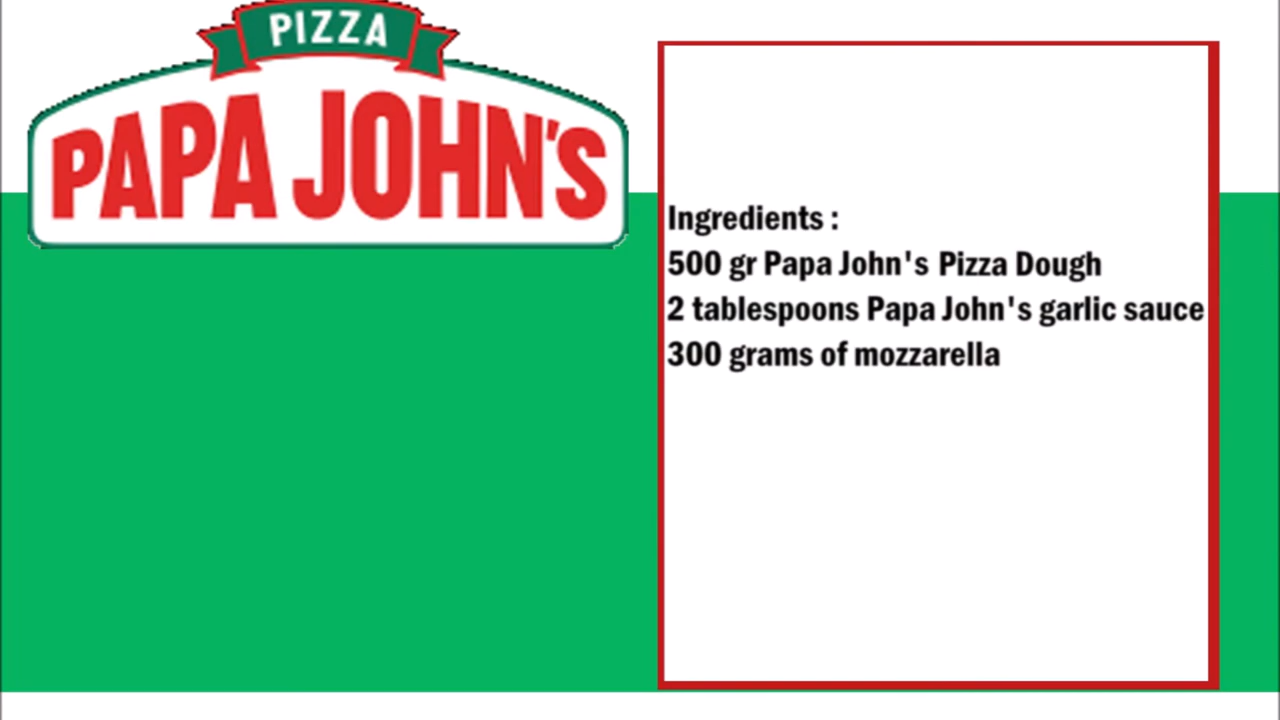 PIZZA
PAPA JOHN'S
Ingredients :
500 gr Papa John's Pizza Dough
2 tablespoons Papa John's garlic sauce
300 grams of mozzarella